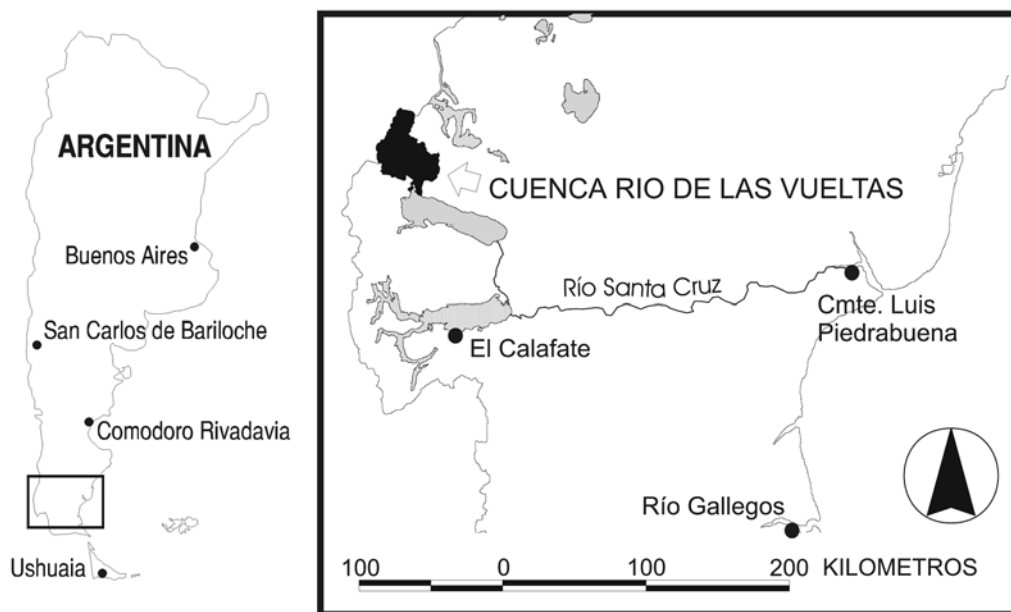 ARGENTINA
Buenos Aires
San Carlos de Bariloche
Comodoro Rivadavia
Ushuaia
CUENCA RIO DE LAS VUELTAS
Río Santa Cruz
Cmte. Luis
Piedrabuena
El Calafate
Río Gallegos
100 0 100 200 KILOMETROS